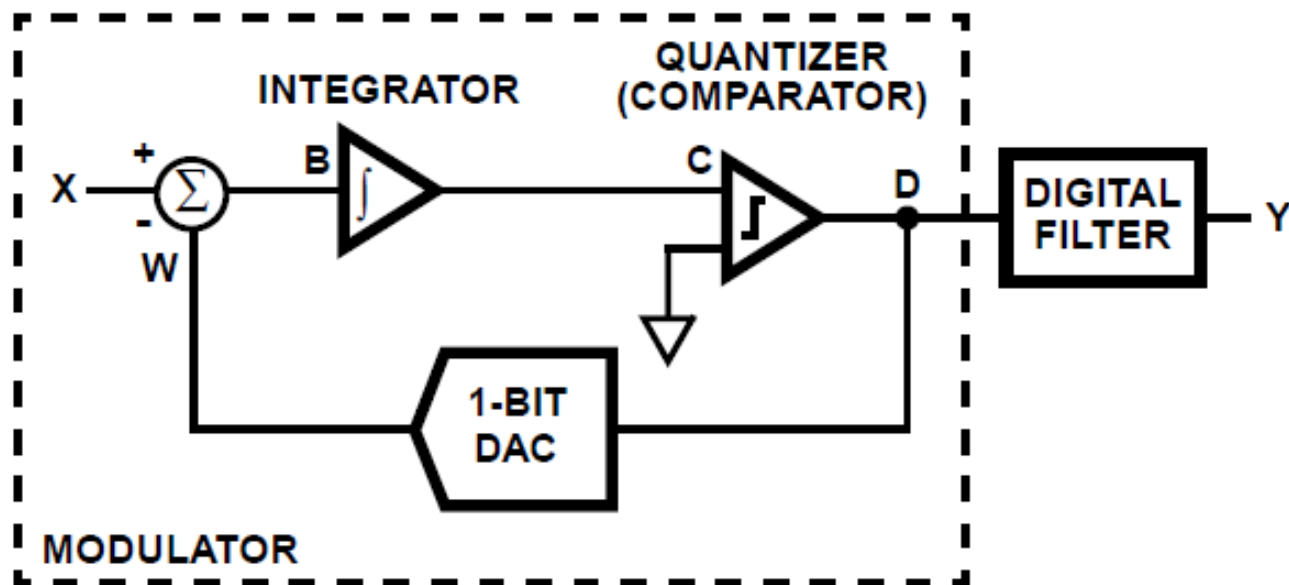 QUANTIZER
(COMPARATOR)
INTEGRATOR
+
X
Σ
-
W
B
∫
C
D
DIGITAL
FILTER
Y
1-BIT
DAC
MODULATOR